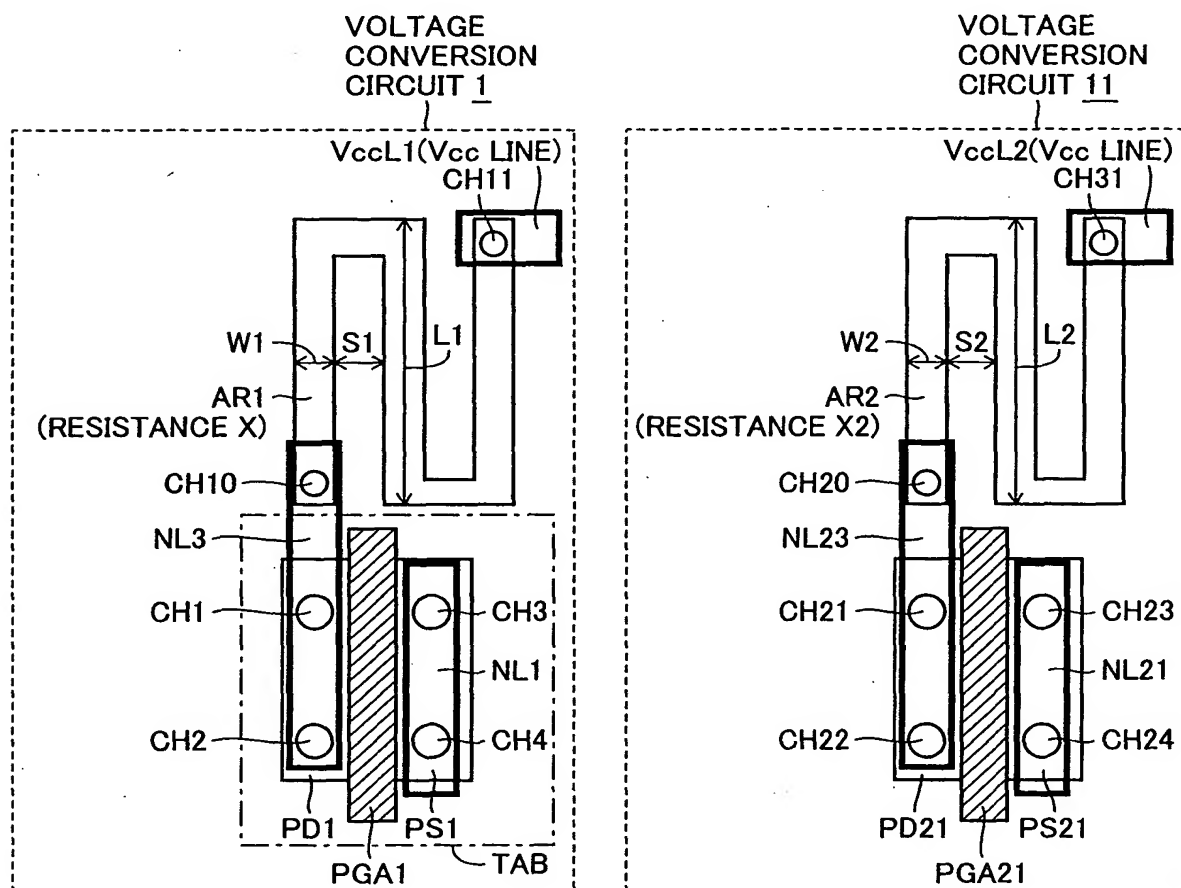 VOLTAGE
CONVERSION
CIRCUIT 1
VccL1(Vcc LINE)
CH11
W1
S1
L1
AR1
(RESISTANCE X)
CH10
NL3
CH1
CH3
NL1
CH2
CH4
PD1
PS1
TAB
PGA1
VOLTAGE
CONVERSION
CIRCUIT 11
VccL2(Vcc LINE)
CH31
W2
S2
L2
AR2
(RESISTANCE X2)
CH20
NL23
CH21
CH23
NL21
CH22
CH24
PD21
PS21
PGA21